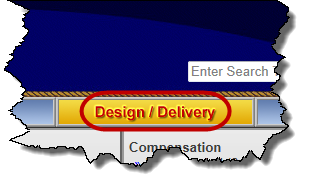 Enter Search
Design / Delivery
Compensation